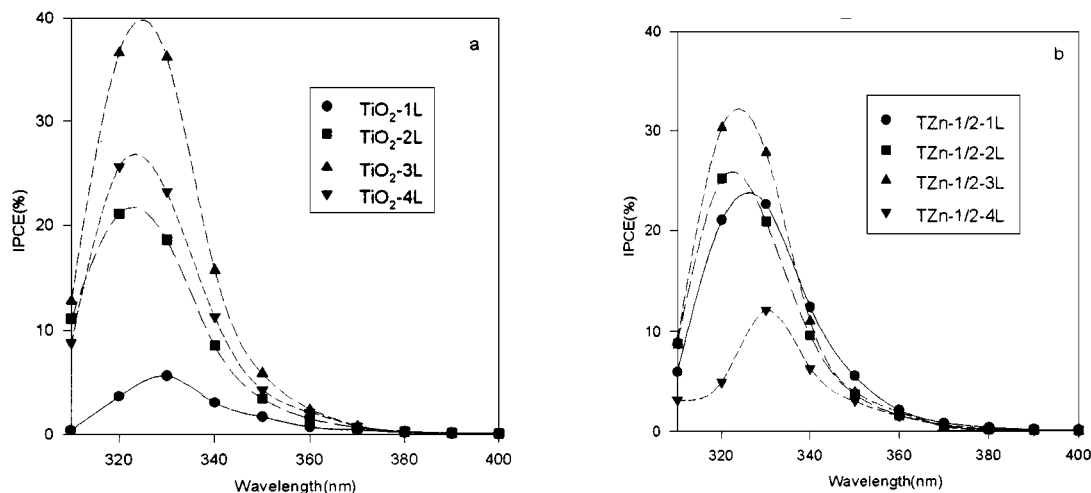 a
40
30
20
10
0
IPCE(%)
TiO2-1L
TiO2-2L
TiO2-3L
TiO2-4L
320 340 360 380 400
Wavelength(nm)
b
40
30
20
10
0
IPCE(%)
TZn-1/2-1L
TZn-1/2-2L
TZn-1/2-3L
TZn-1/2-4L
320 340 360 380 400
Wavelength(nm)